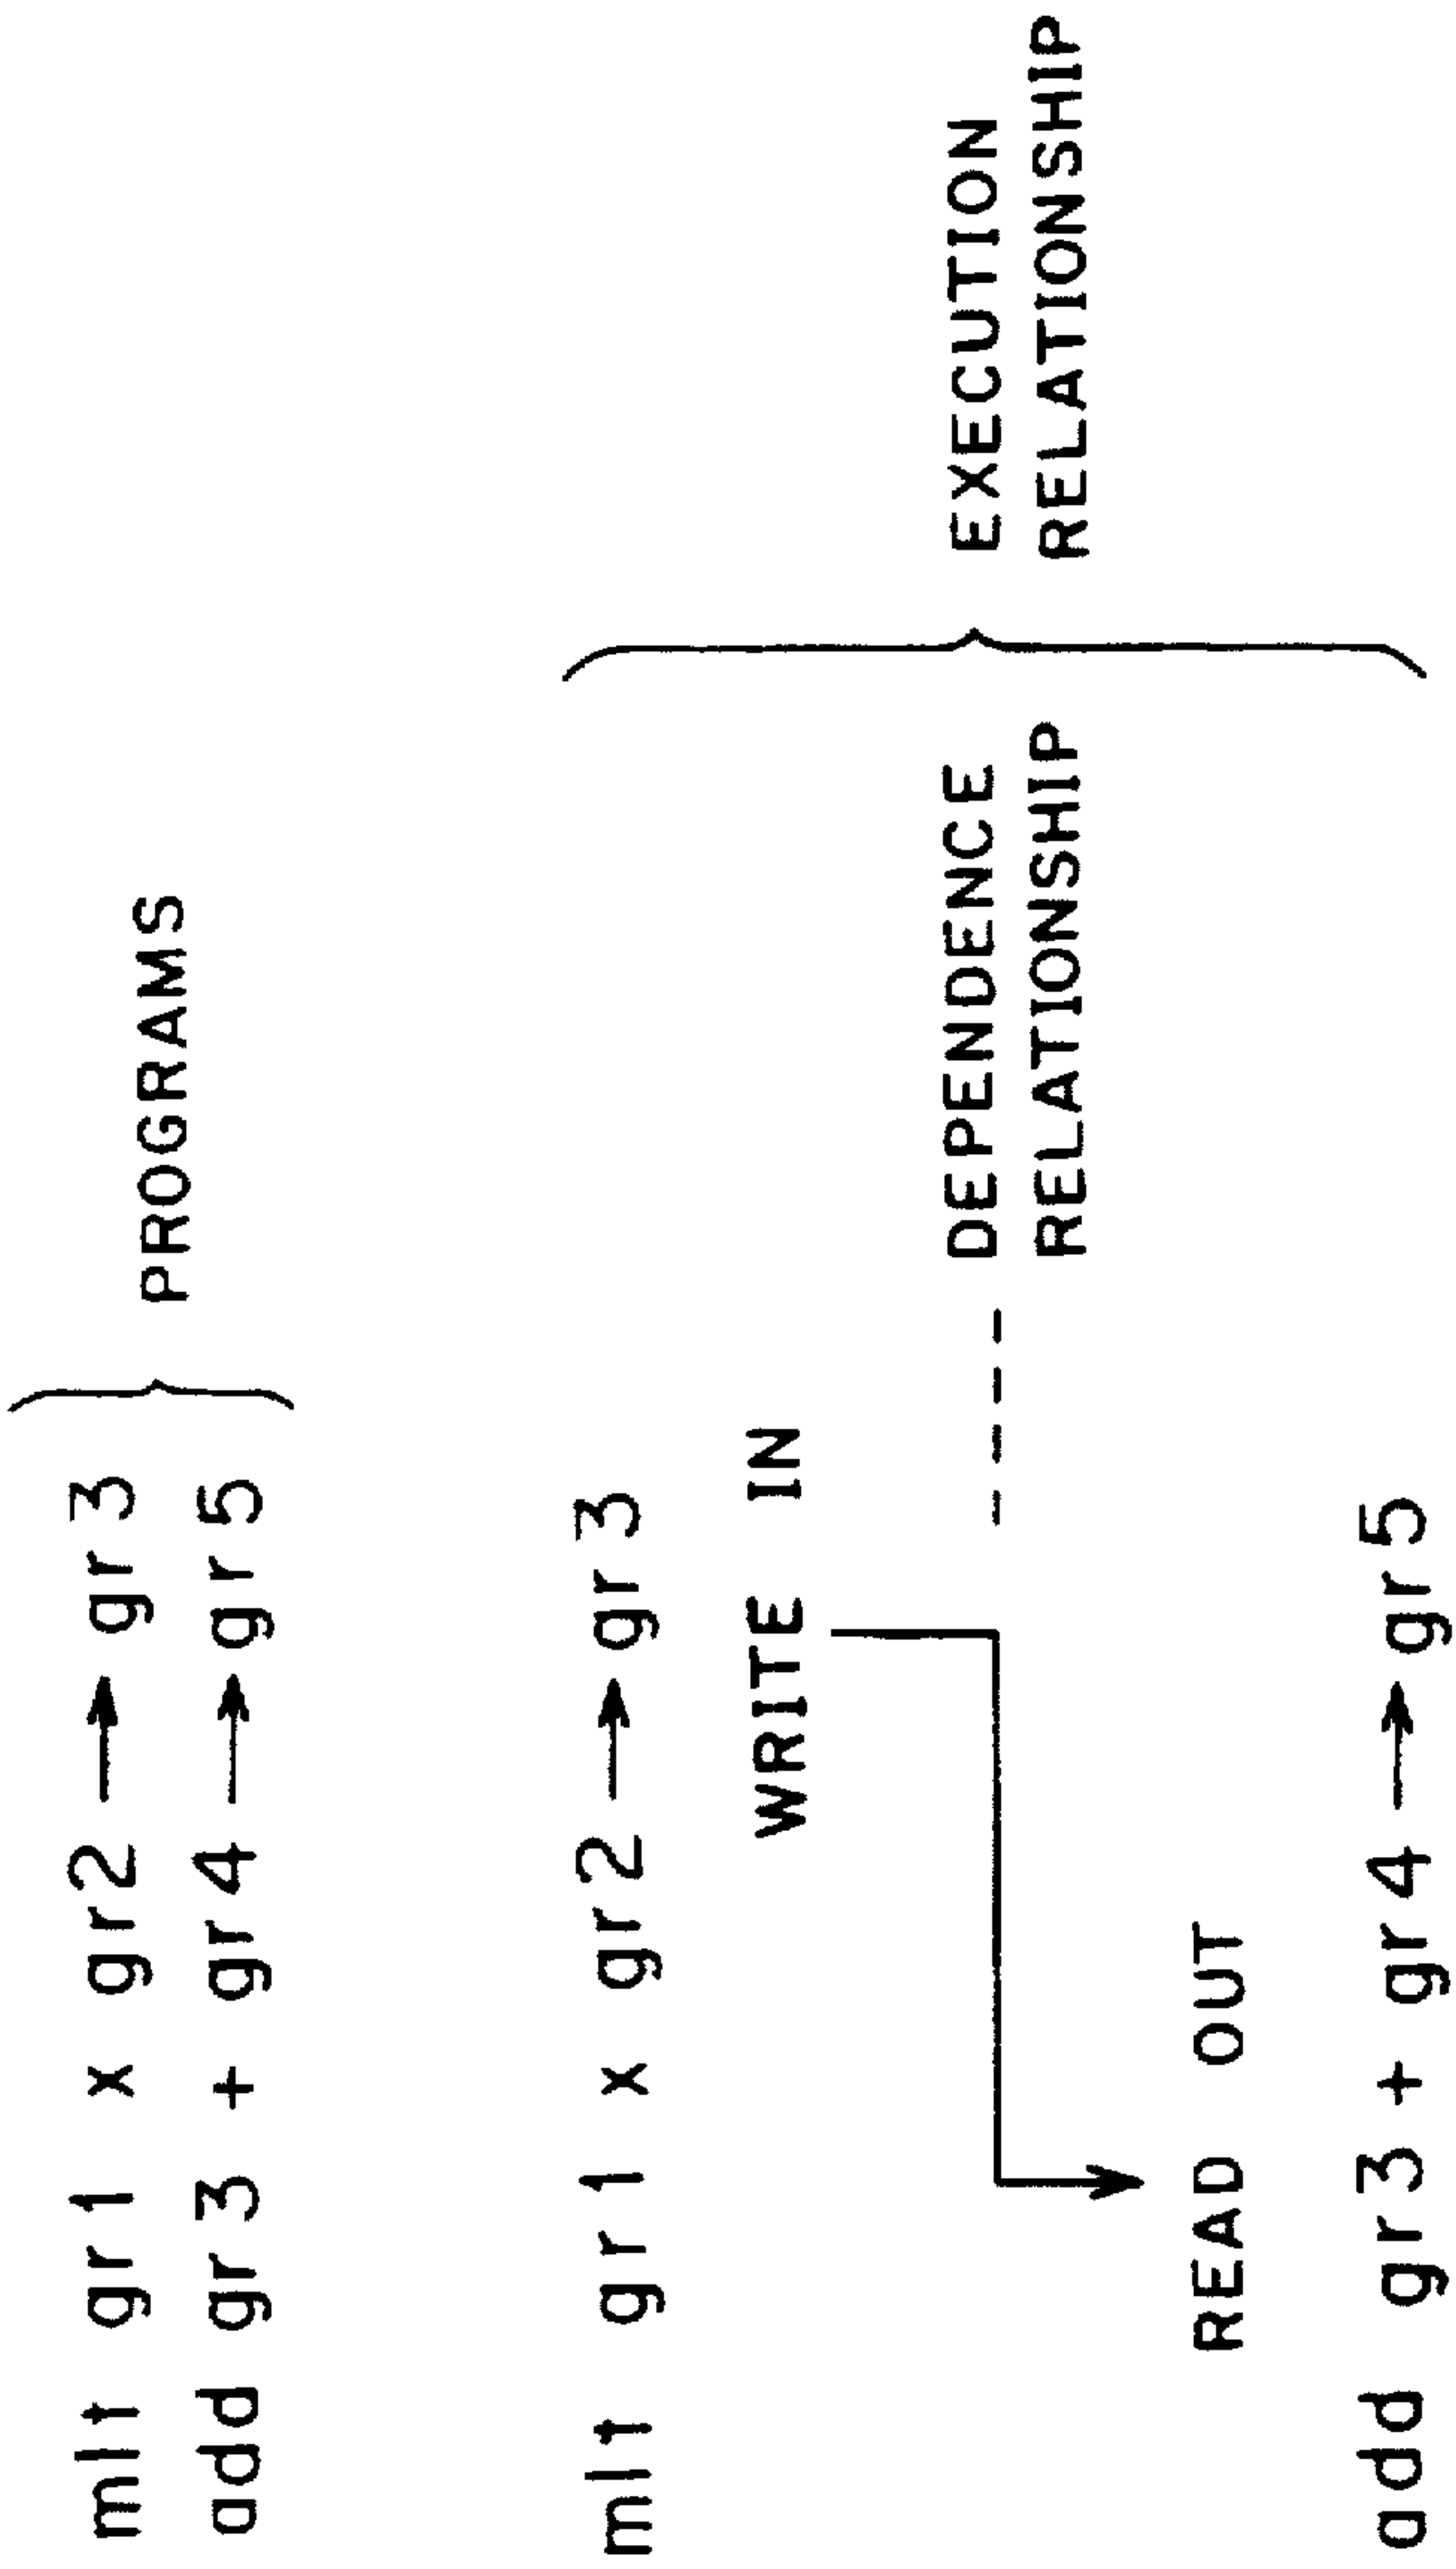 mlt gr1 x gr2 → gr3
add gr3 + gr4 → gr5
PROGRAMS
mlt gr1 x gr2 → gr3
WRITE IN
DEPENDENCE
RELATIONSHIP
EXECUTION
RELATIONSHIP
READ OUT
add gr3 + gr4 → gr5